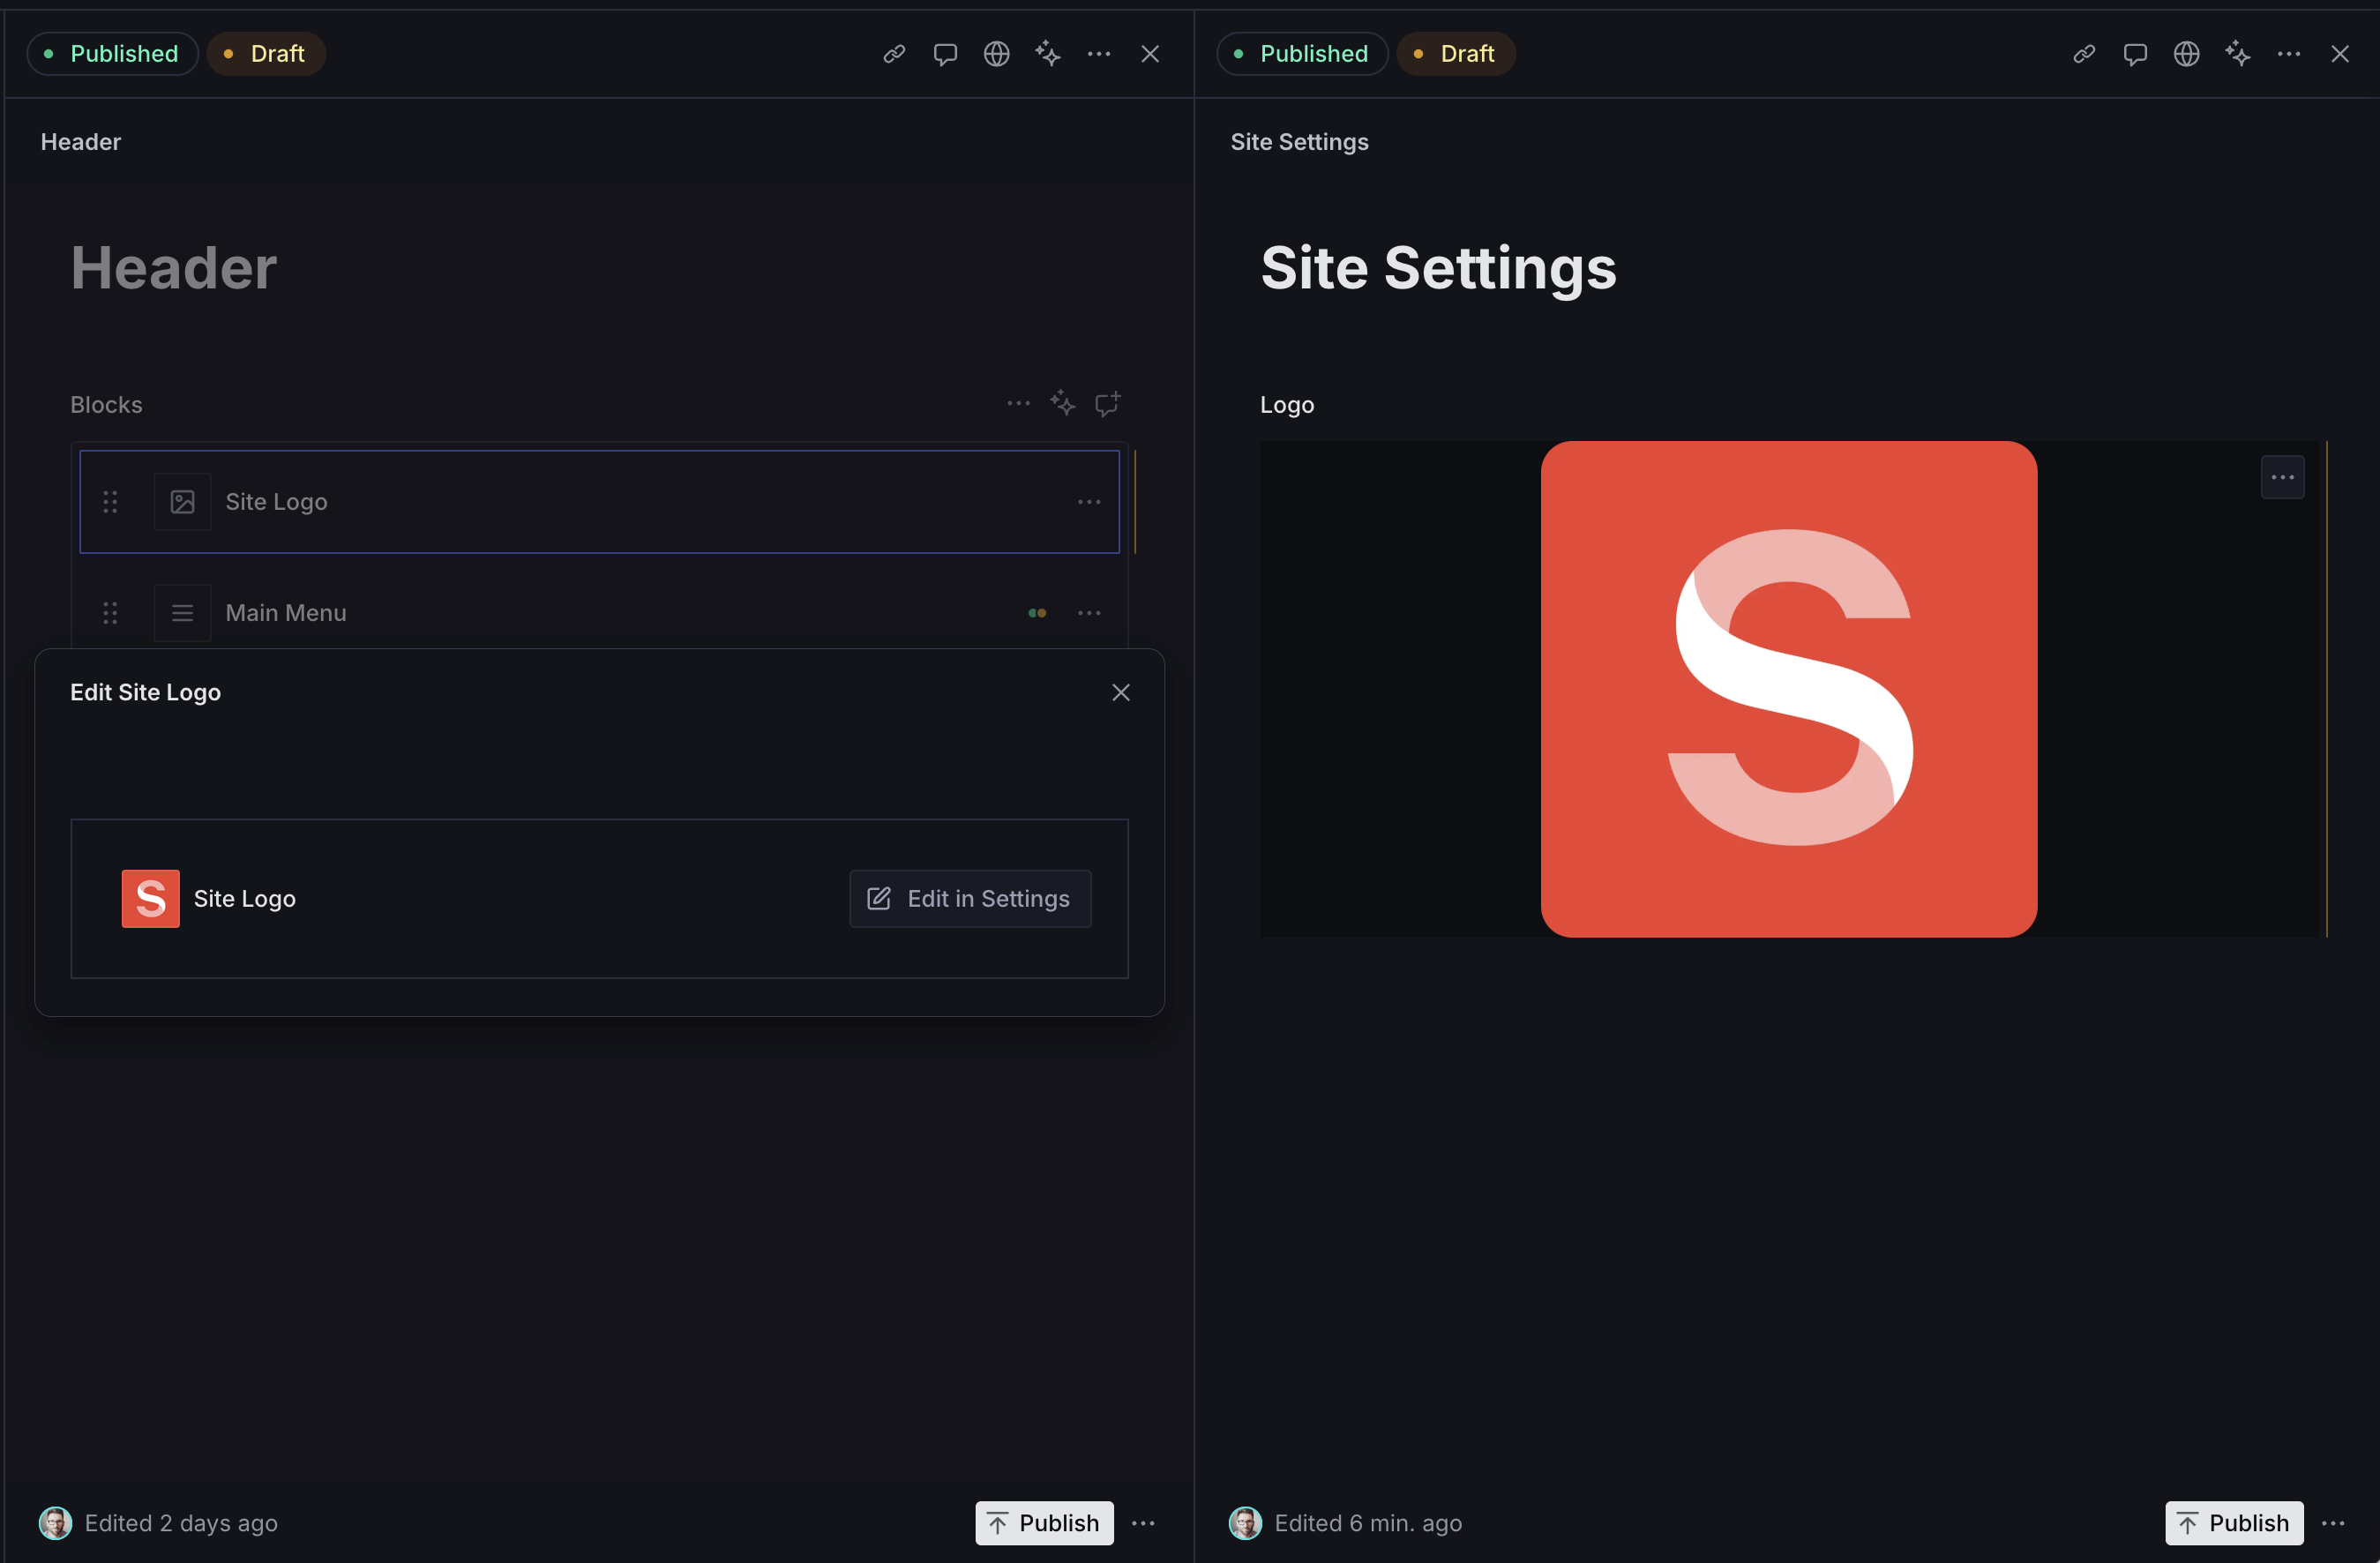 Published
Draft
Header
Header
Blocks
Site Logo
Main Menu
Edit Site Logo
Site Logo
Edit in Settings
Edited 2 days ago
Publish
Published
Draft
Site Settings
Site Settings
Logo
S
Edited 6 min. ago
Publish